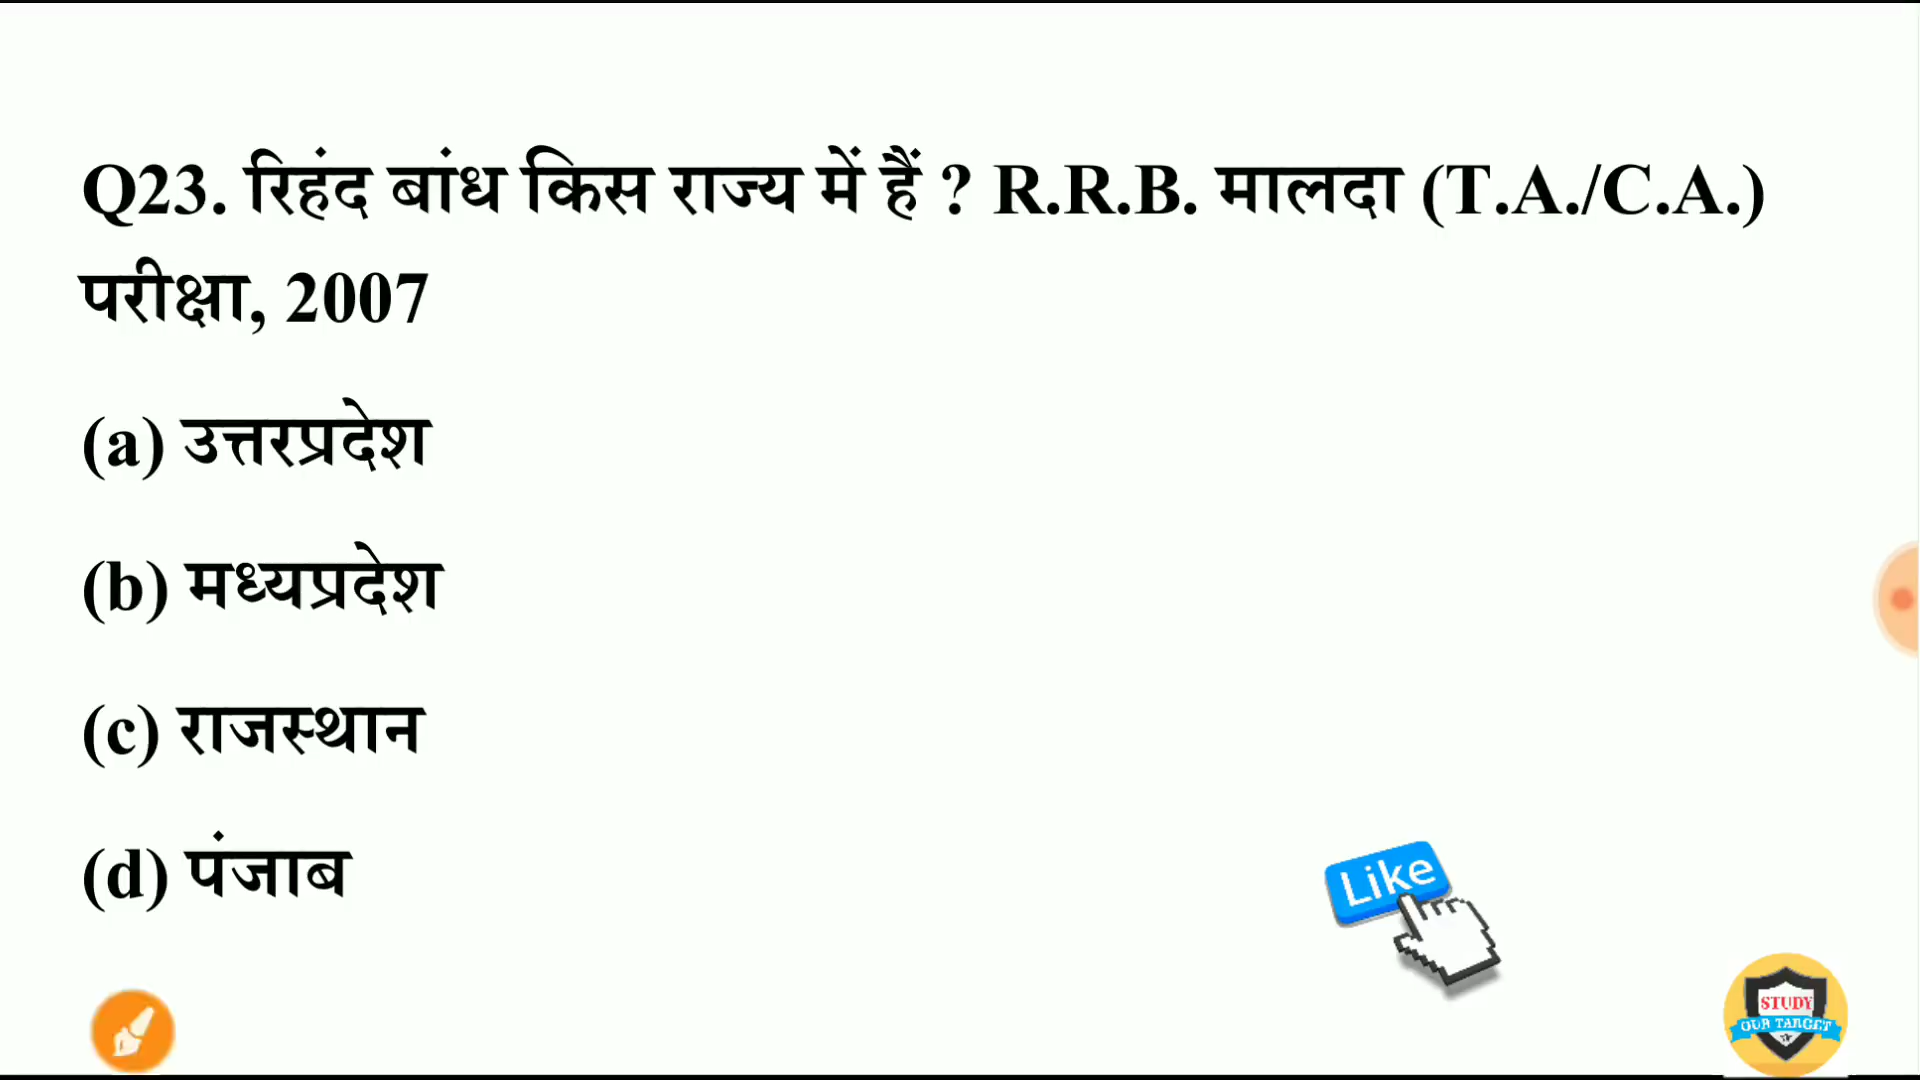 Q23. रिहंद बांध किस राज्य में हैं ? R.R.B. मालदा (T.A./C.A.)
परीक्षा, 2007
(a) उत्तरप्रदेश
(b) मध्यप्रदेश
(c) राजस्थान
(d) पंजाब
Like
STUDY
OUR TARGET